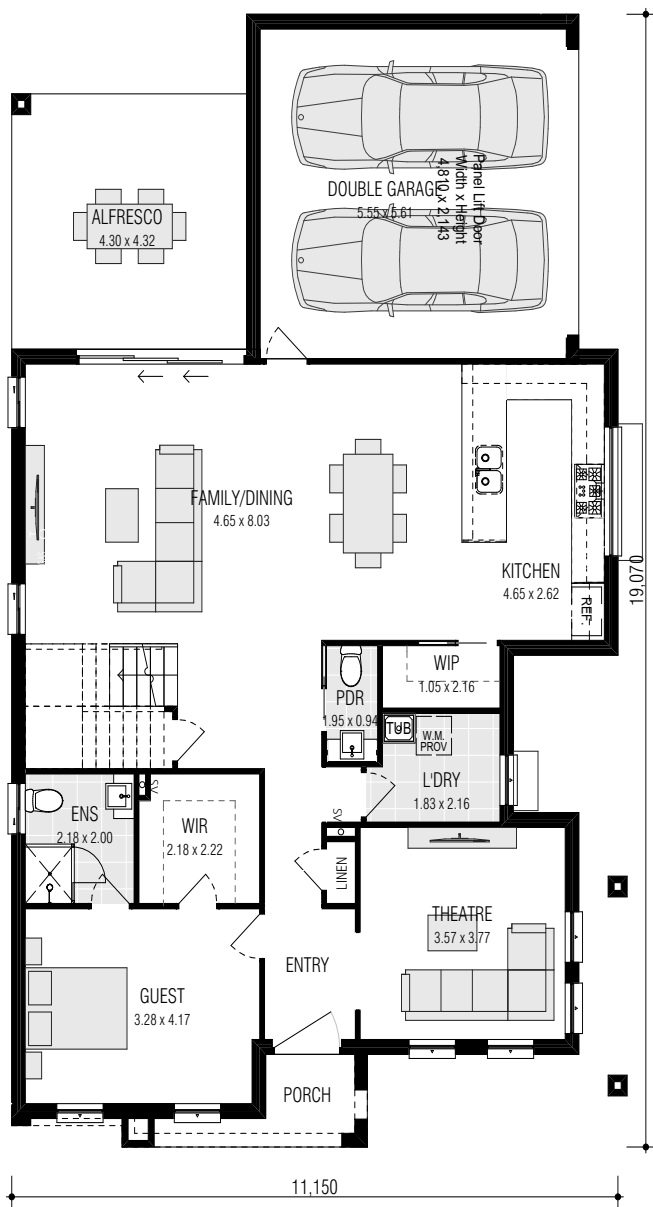 Panel Lift Door
Width x Height
4,810 x 2,143
DOUBLE GARAGE
5.55 x 5.61
ALFRESCO
4.30 x 4.32
FAMILY/DINING
4.65 x 8.03
KITCHEN
4.65 x 2.62
REF.
19,070
WIP
1.05 x 2.16
PDR
1.95 x 0.94
TUB
W.M.
PROV
L'DRY
1.83 x 2.16
SV
ENS
2.18 x 2.00
WIR
2.18 x 2.22
SV
LINEN
THEATRE
3.57 x 3.77
ENTRY
GUEST
3.28 x 4.17
PORCH
11,150